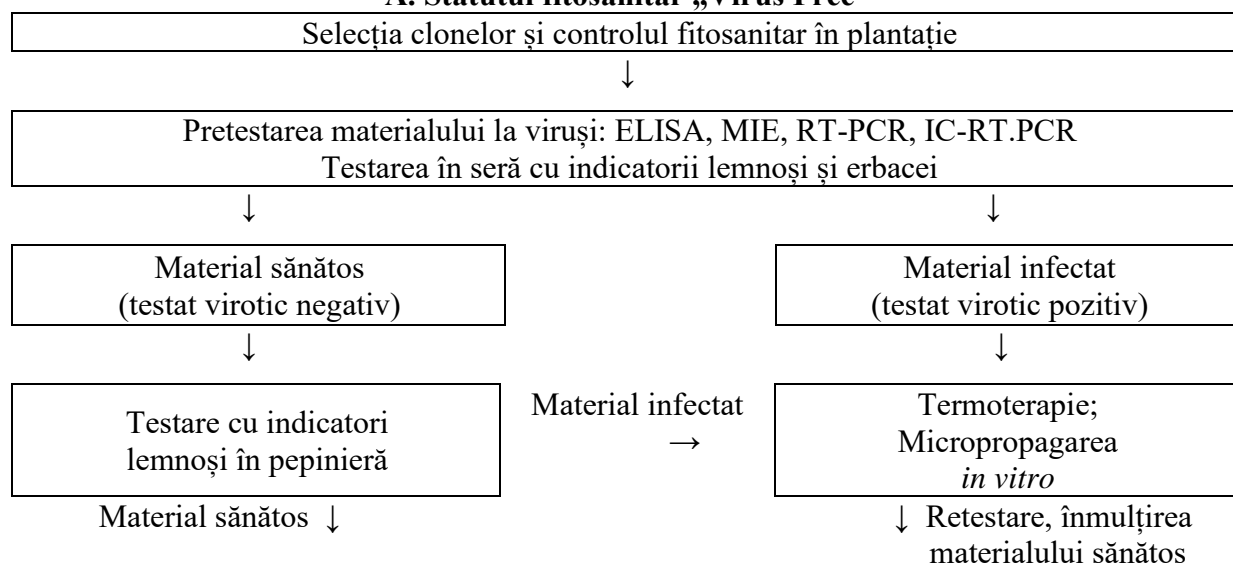 A. Statutul fitosanitar „Virus Free”
Selecția clonelor și controlul fitosanitar în plantație
↓
Pretestarea materialului la viruși: ELISA, MIE, RT-PCR, IC-RT.PCR
Testarea în seră cu indicatorii lemnoși și erbacei
↓ ↓
Material sănătos
(testat virotic negativ)
Material infectat
(testat virotic pozitiv)
↓ ↓
Testare cu indicatori
lemnoși în pepinieră
Material infectat
→
Termoterapie;
Micropropagarea
in vitro
Material sănătos ↓
↓ Retestare, înmulțirea
materialului sănătos